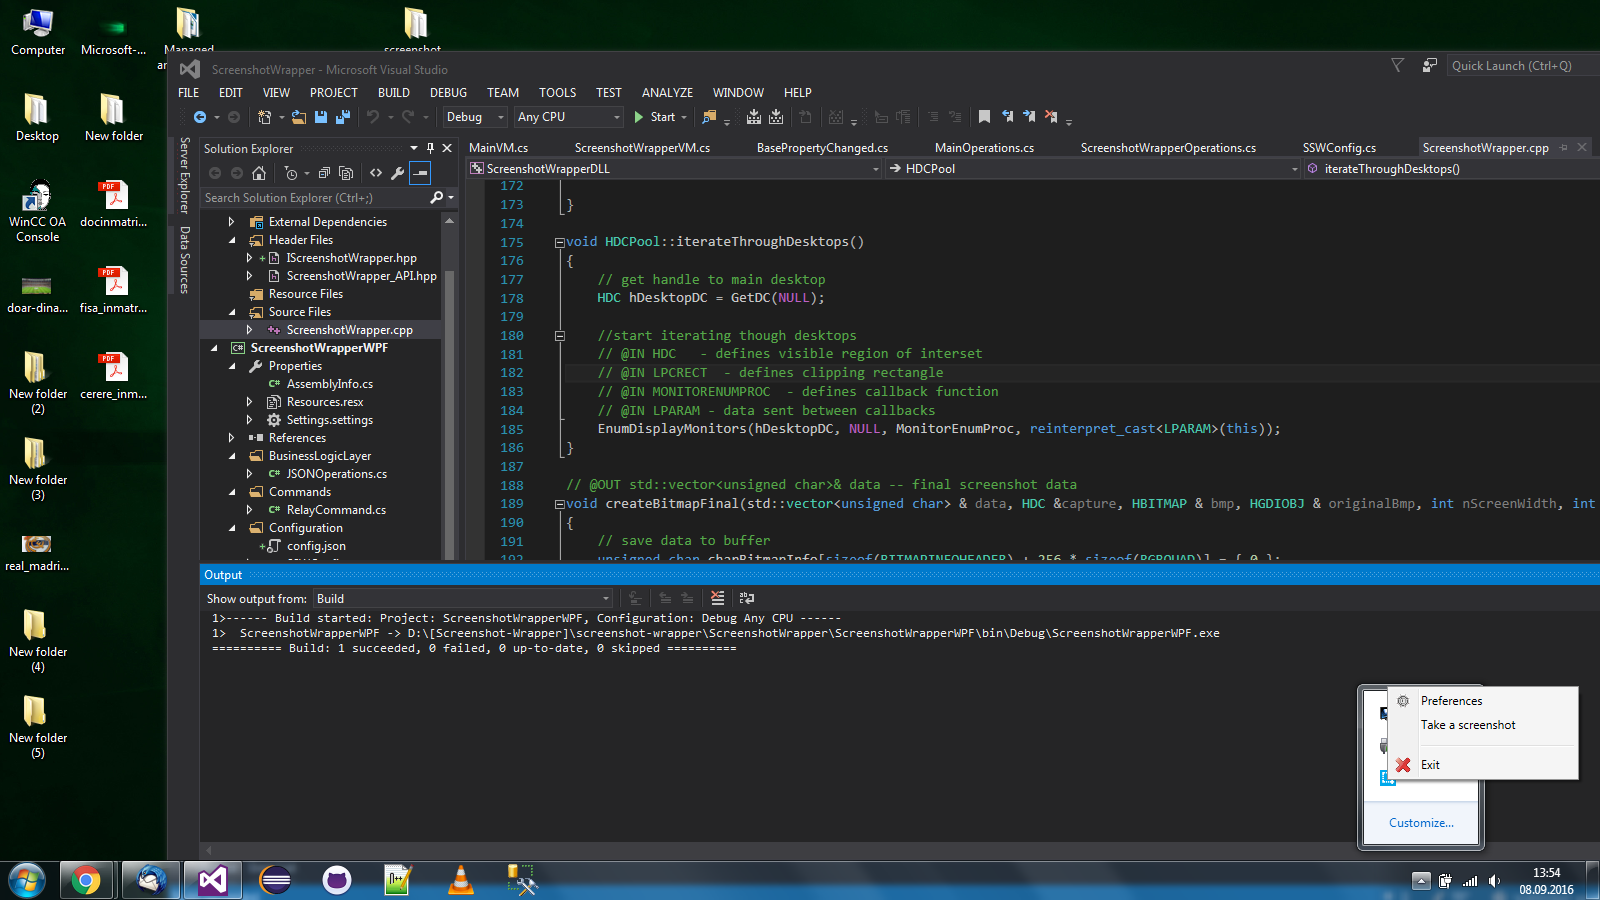 Computer
Microsoft-...
Managed
an
screenshot
Desktop
New folder
WinCC OA
Console
docinmatri...
doar-dina...
fisa_inmatr...
New folder
(2)
cerere_inm...
New folder
(3)
real_madri...
New folder
(4)
New folder
(5)
ScreenshotWrapper - Microsoft Visual Studio
Quick Launch (Ctrl+Q)
FILE EDIT VIEW PROJECT BUILD DEBUG TEAM TOOLS TEST ANALYZE WINDOW HELP
Debug Any CPU Start
Server Explorer
Data Sources
Solution Explorer
Search Solution Explorer (Ctrl+;)
External Dependencies
Header Files
IScreenshotWrapper.hpp
ScreenshotWrapper_API.hpp
Resource Files
Source Files
ScreenshotWrapper.cpp
ScreenshotWrapperWPF
Properties
AssemblyInfo.cs
Resources.resx
Settings.settings
References
BusinessLogicLayer
JSONOperations.cs
Commands
RelayCommand.cs
Configuration
config.json
MainVM.cs ScreenshotWrapperVM.cs BasePropertyChanged.cs MainOperations.cs ScreenshotWrapperOperations.cs SSWConfig.cs ScreenshotWrapper.cpp
ScreenshotWrapperDLL HDCPool iterateThroughDesktops()
172
173 }
174
175 void HDCPool::iterateThroughDesktops()
176 {
177 // get handle to main desktop
178 HDC hDesktopDC = GetDC(NULL);
179
180 //start iterating though desktops
181 // @IN HDC - defines visible region of interset
182 // @IN LPCRECT - defines clipping rectangle
183 // @IN MONITORENUMPROC - defines callback function
184 // @IN LPARAM - data sent between callbacks
185 EnumDisplayMonitors(hDesktopDC, NULL, MonitorEnumProc, reinterpret_cast<LPARAM>(this));
186 }
187
188 // @OUT std::vector<unsigned char>& data -- final screenshot data
189 void createBitmapFinal(std::vector<unsigned char> & data, HDC &capture, HBITMAP & bmp, HGDIOBJ & originalBmp, int nScreenWidth, int
190 {
191 // save data to buffer
192 unsigned char charBitmapInfo[sizeof(BITMAPINFOHEADER) + 256 * sizeof(RGBQUAD)] = { 0 };
Output
Show output from: Build
1>------ Build started: Project: ScreenshotWrapperWPF, Configuration: Debug Any CPU ------
1> ScreenshotWrapperWPF -> D:\[Screenshot-Wrapper]\screenshot-wrapper\ScreenshotWrapper\ScreenshotWrapperWPF\bin\Debug\ScreenshotWrapperWPF.exe
========== Build: 1 succeeded, 0 failed, 0 up-to-date, 0 skipped ==========
Preferences
Take a screenshot
Exit
Customize...
13:54
08.09.2016